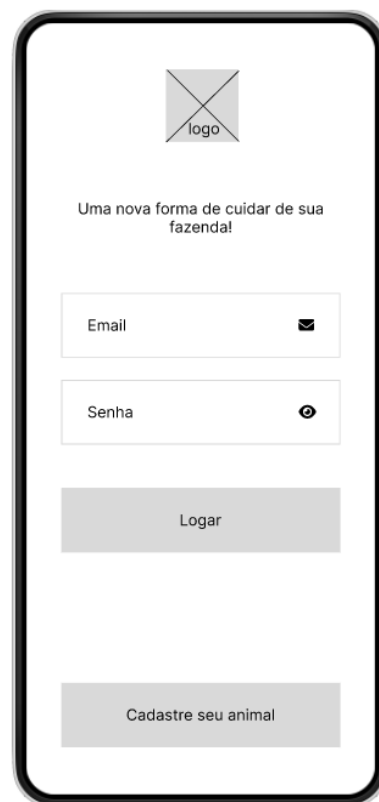 logo
Uma nova forma de cuidar de sua
fazenda!
Email
Senha
Logar
Cadastre seu animal